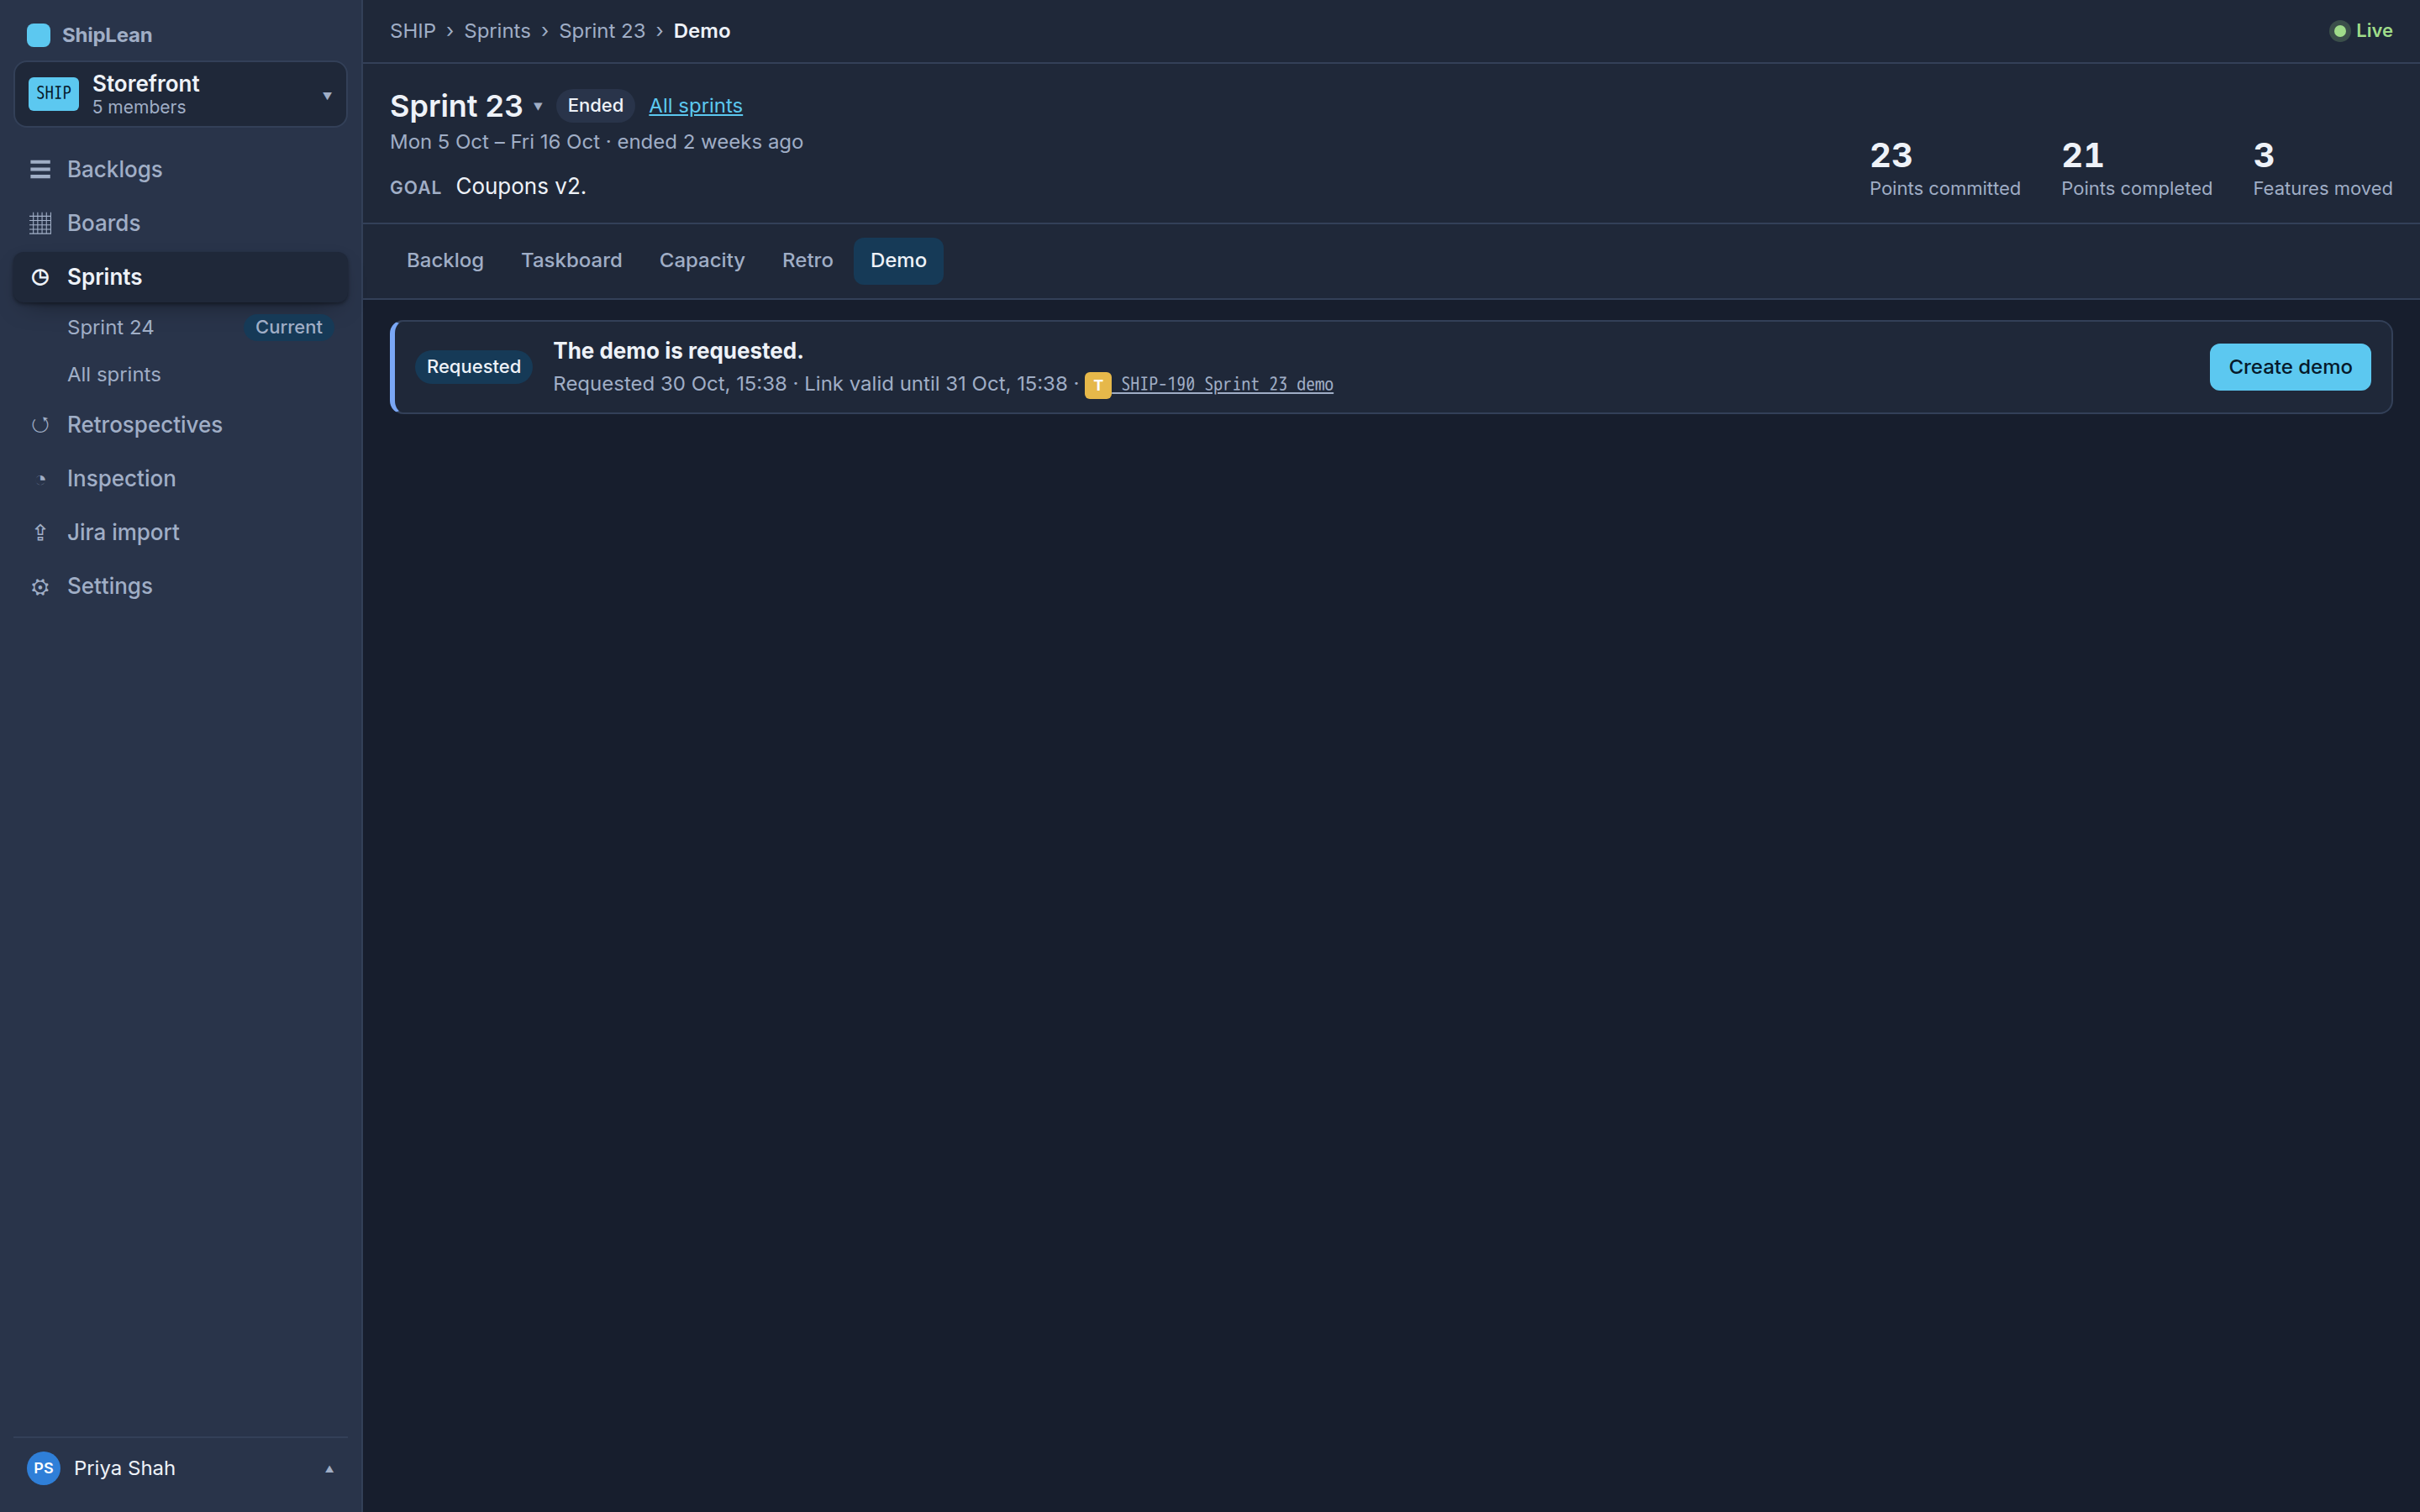 ShipLean
SHIP
Storefront
5 members
Backlogs
Boards
Sprints
Sprint 24
Current
All sprints
Retrospectives
Inspection
Jira import
Settings
PS
Priya Shah
SHIP › Sprints › Sprint 23 › Demo
Live
Sprint 23
Ended
All sprints
Mon 5 Oct – Fri 16 Oct · ended 2 weeks ago
GOAL Coupons v2.
23
Points committed
21
Points completed
3
Features moved
Backlog
Taskboard
Capacity
Retro
Demo
Requested
The demo is requested.
Requested 30 Oct, 15:38 · Link valid until 31 Oct, 15:38 · T SHIP-190 Sprint 23 demo
Create demo